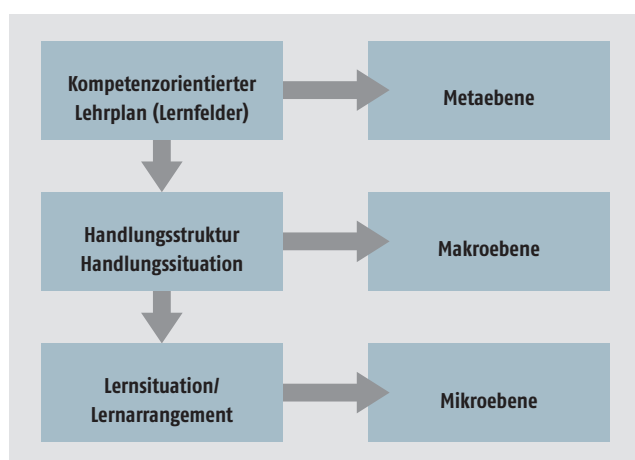 Kompetenzorientierter
Lehrplan (Lernfelder)
Metaebene
Handlungsstruktur
Handlungssituation
Makroebene
Lernsituation/
Lernarrangement
Mikroebene